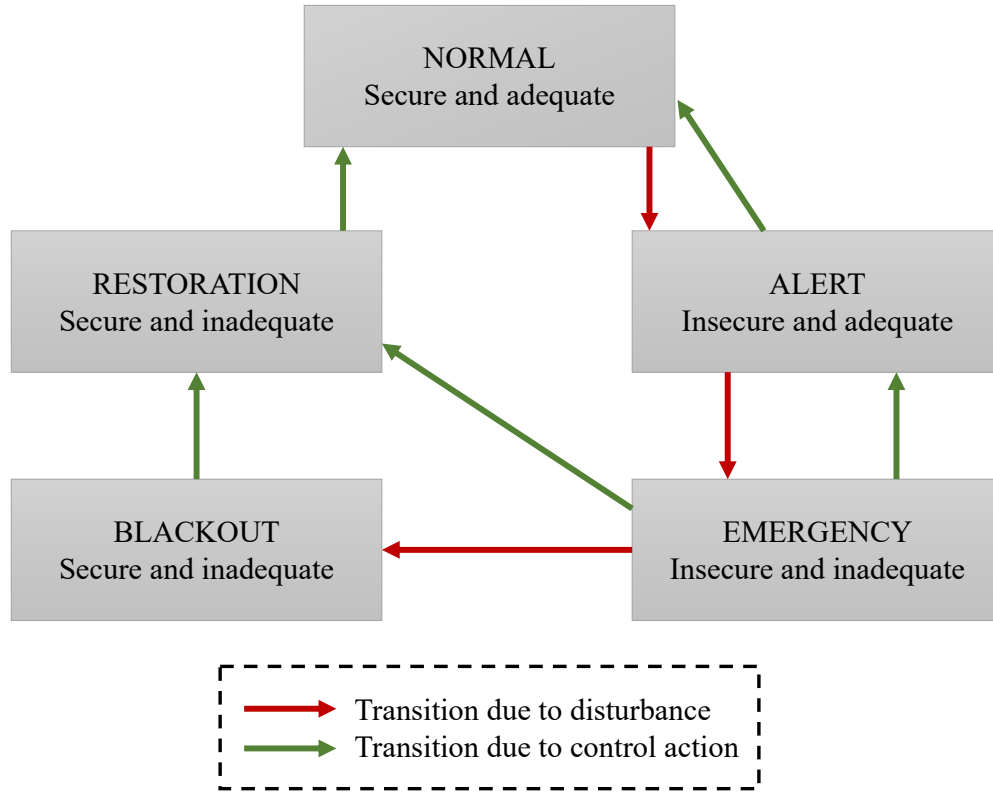 NORMAL
Secure and adequate
RESTORATION
Secure and inadequate
ALERT
Insecure and adequate
BLACKOUT
Secure and inadequate
EMERGENCY
Insecure and inadequate
Transition due to disturbance
Transition due to control action